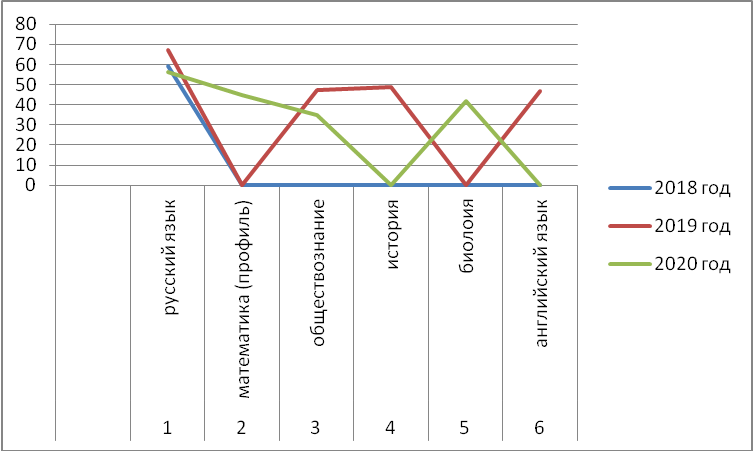 80
70
60
50
40
30
20
10
0
русский язык
математика (профиль)
обществознание
история
биолоия
английский язык
1
2
3
4
5
6
2018 год
2019 год
2020 год